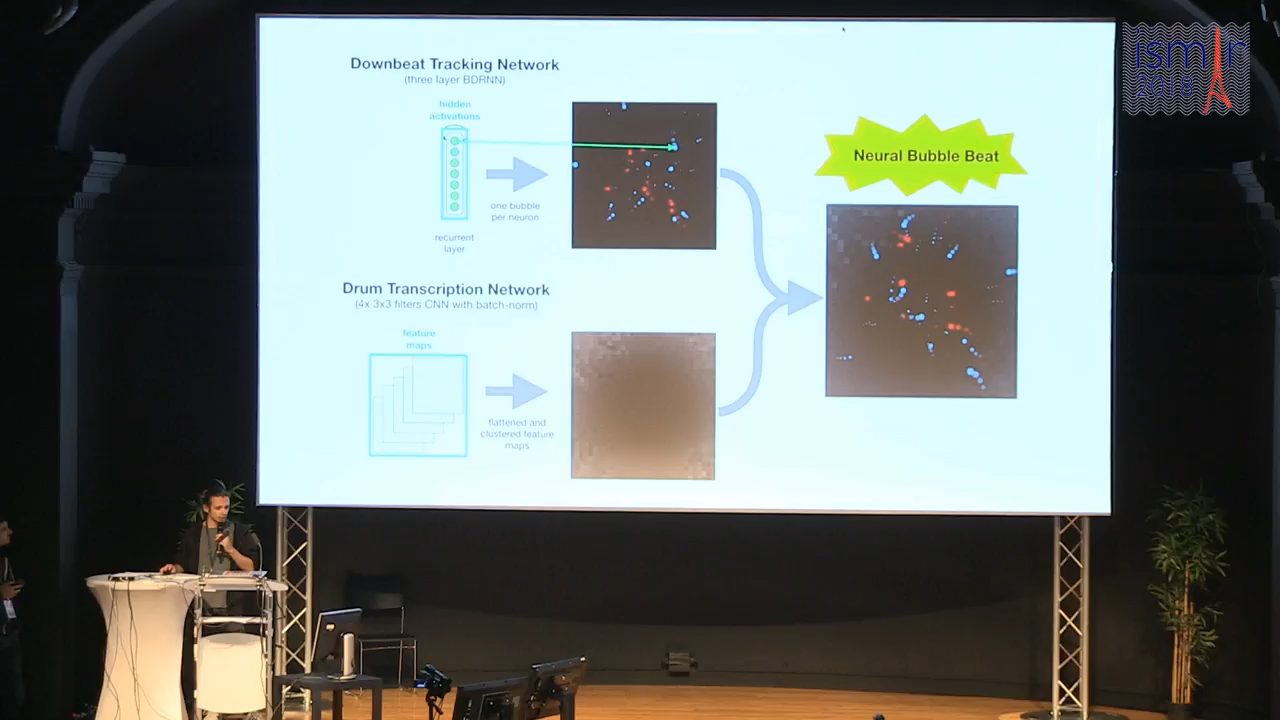 Downbeat Tracking Network
(three layer BDRNN)
hidden
activations
one bubble
per neuron
recurrent
layer
Drum Transcription Network
(4x 3x3 filters CNN with batch-norm)
feature
maps
flattened and
clustered feature
maps
Neural Bubble Beat
ismir
2018